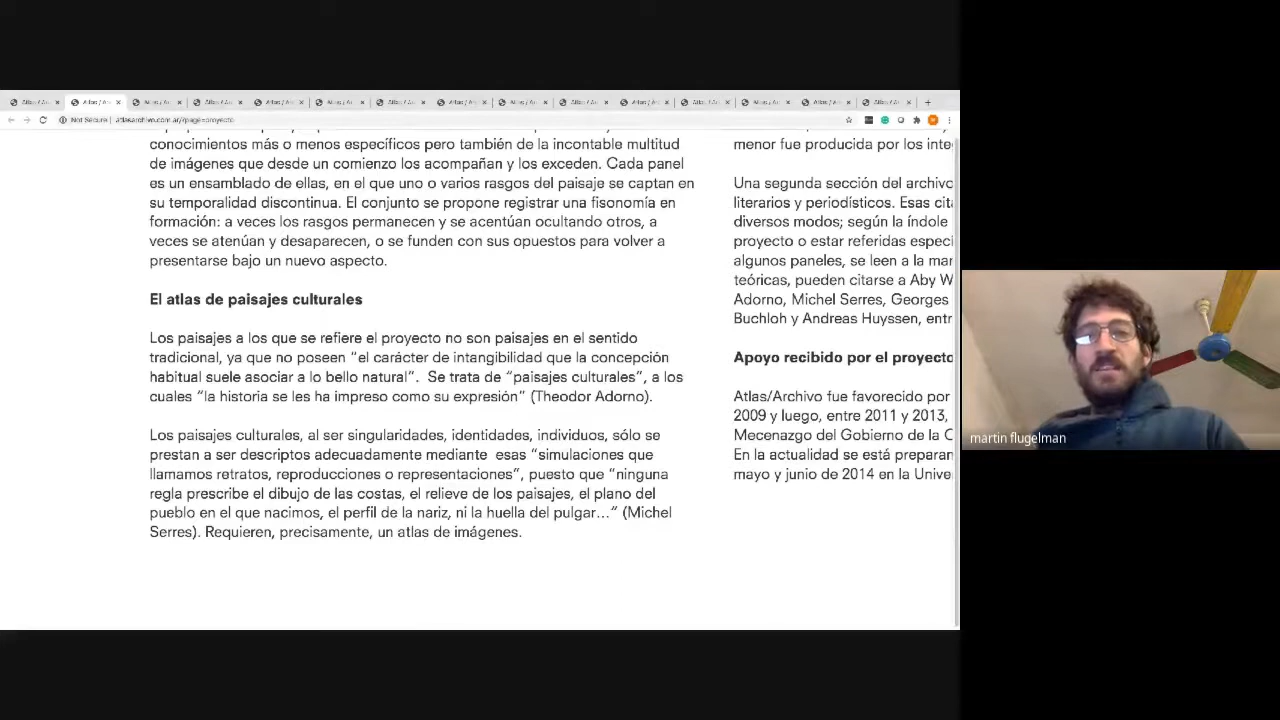 Not Secure | atlasarchivo.com.ar/?page=proyecto
conocimientos más o menos específicos pero también de la incontable multitud
de imágenes que desde un comienzo los acompañan y los exceden. Cada panel
es un ensamblado de ellas, en el que uno o varios rasgos del paisaje se captan en
su temporalidad discontinua. El conjunto se propone registrar una fisonomía en
formación: a veces los rasgos permanecen y se acentúan ocultando otros, a
veces se atenúan y desaparecen, o se funden con sus opuestos para volver a
presentarse bajo un nuevo aspecto.
El atlas de paisajes culturales
Los paisajes a los que se refiere el proyecto no son paisajes en el sentido
tradicional, ya que no poseen “el carácter de intangibilidad que la concepción
habitual suele asociar a lo bello natural”. Se trata de “paisajes culturales”, a los
cuales “la historia se les ha impreso como su expresión” (Theodor Adorno).
Los paisajes culturales, al ser singularidades, identidades, individuos, sólo se
prestan a ser descriptos adecuadamente mediante esas “simulaciones que
llamamos retratos, reproducciones o representaciones”, puesto que “ninguna
regla prescribe el dibujo de las costas, el relieve de los paisajes, el plano del
pueblo en el que nacimos, el perfil de la nariz, ni la huella del pulgar…” (Michel
Serres). Requieren, precisamente, un atlas de imágenes.
menor fue producida por los inte
Una segunda sección del archivo
literarios y periodísticos. Esas cit
diversos modos; según la índole
proyecto o estar referidas especí
algunos paneles, se leen a la mar
teóricas, pueden citarse a Aby W
Adorno, Michel Serres, Georges
Buchloh y Andreas Huyssen, entr
Apoyo recibido por el proyecto
Atlas/Archivo fue favorecido por
2009 y luego, entre 2011 y 2013,
Mecenazgo del Gobierno de la C
En la actualidad se está preparan
mayo y junio de 2014 en la Unive
martin flugelman